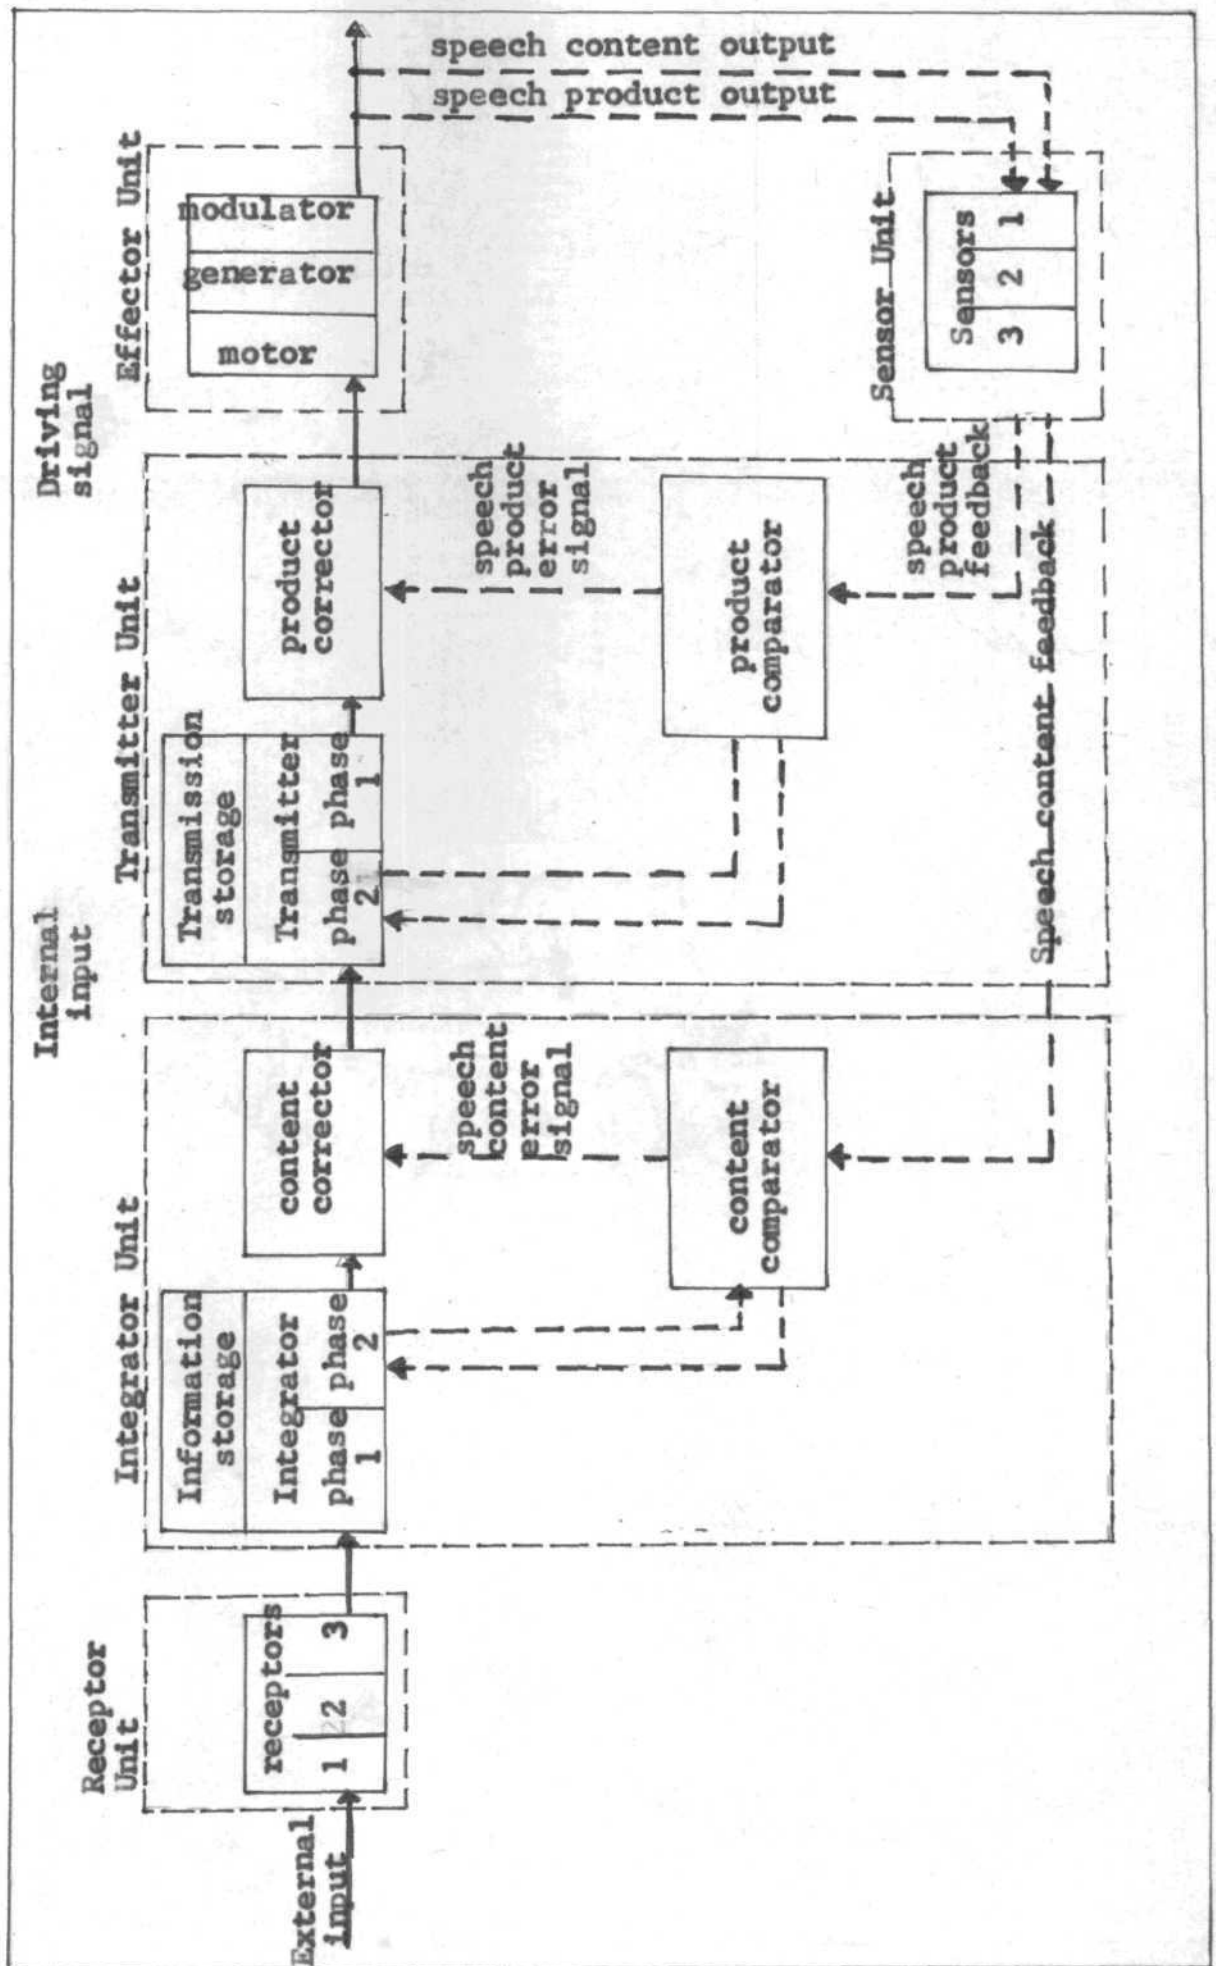 External
input
Receptor
Unit
receptors
1 2 3
Integrator Unit
Information
storage
Integrator
phase phase
1 2
content
corrector
speech
content
error
signal
content
comparator
Internal
input
Transmitter Unit
Transmission
storage
Transmitter
phase phase
2 1
product
corrector
speech
product
error
signal
product
comparator
speech
product
feedback
Speech content feedback
Driving
signal
Effector Unit
motor
generator
modulator
speech content output
speech product output
Sensor Unit
Sensors
3 2 1